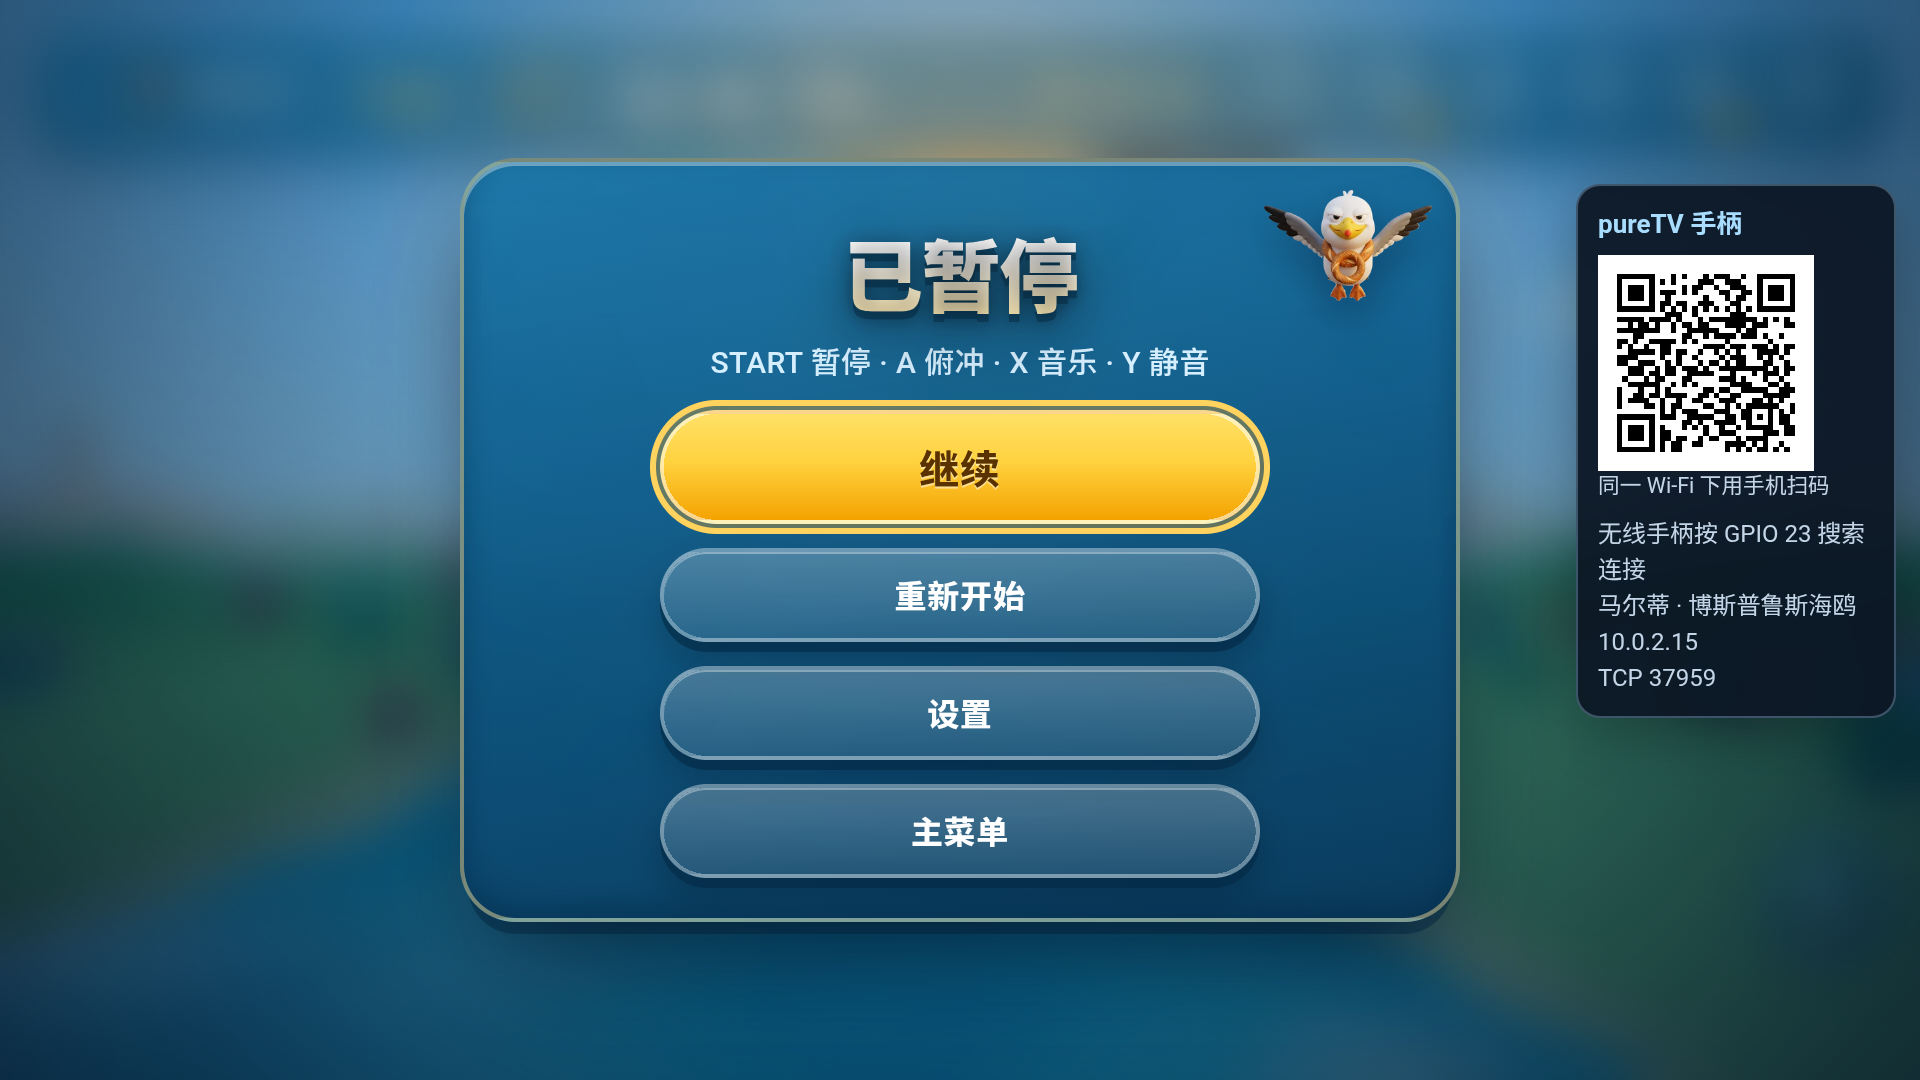 已暂停
START 暂停 · A 俯冲 · X 音乐 · Y 静音
继续
重新开始
设置
主菜单
pureTV 手柄
同一 Wi-Fi 下用手机扫码
无线手柄按 GPIO 23 搜索
连接
马尔蒂 · 博斯普鲁斯海鸥
10.0.2.15
TCP 37959